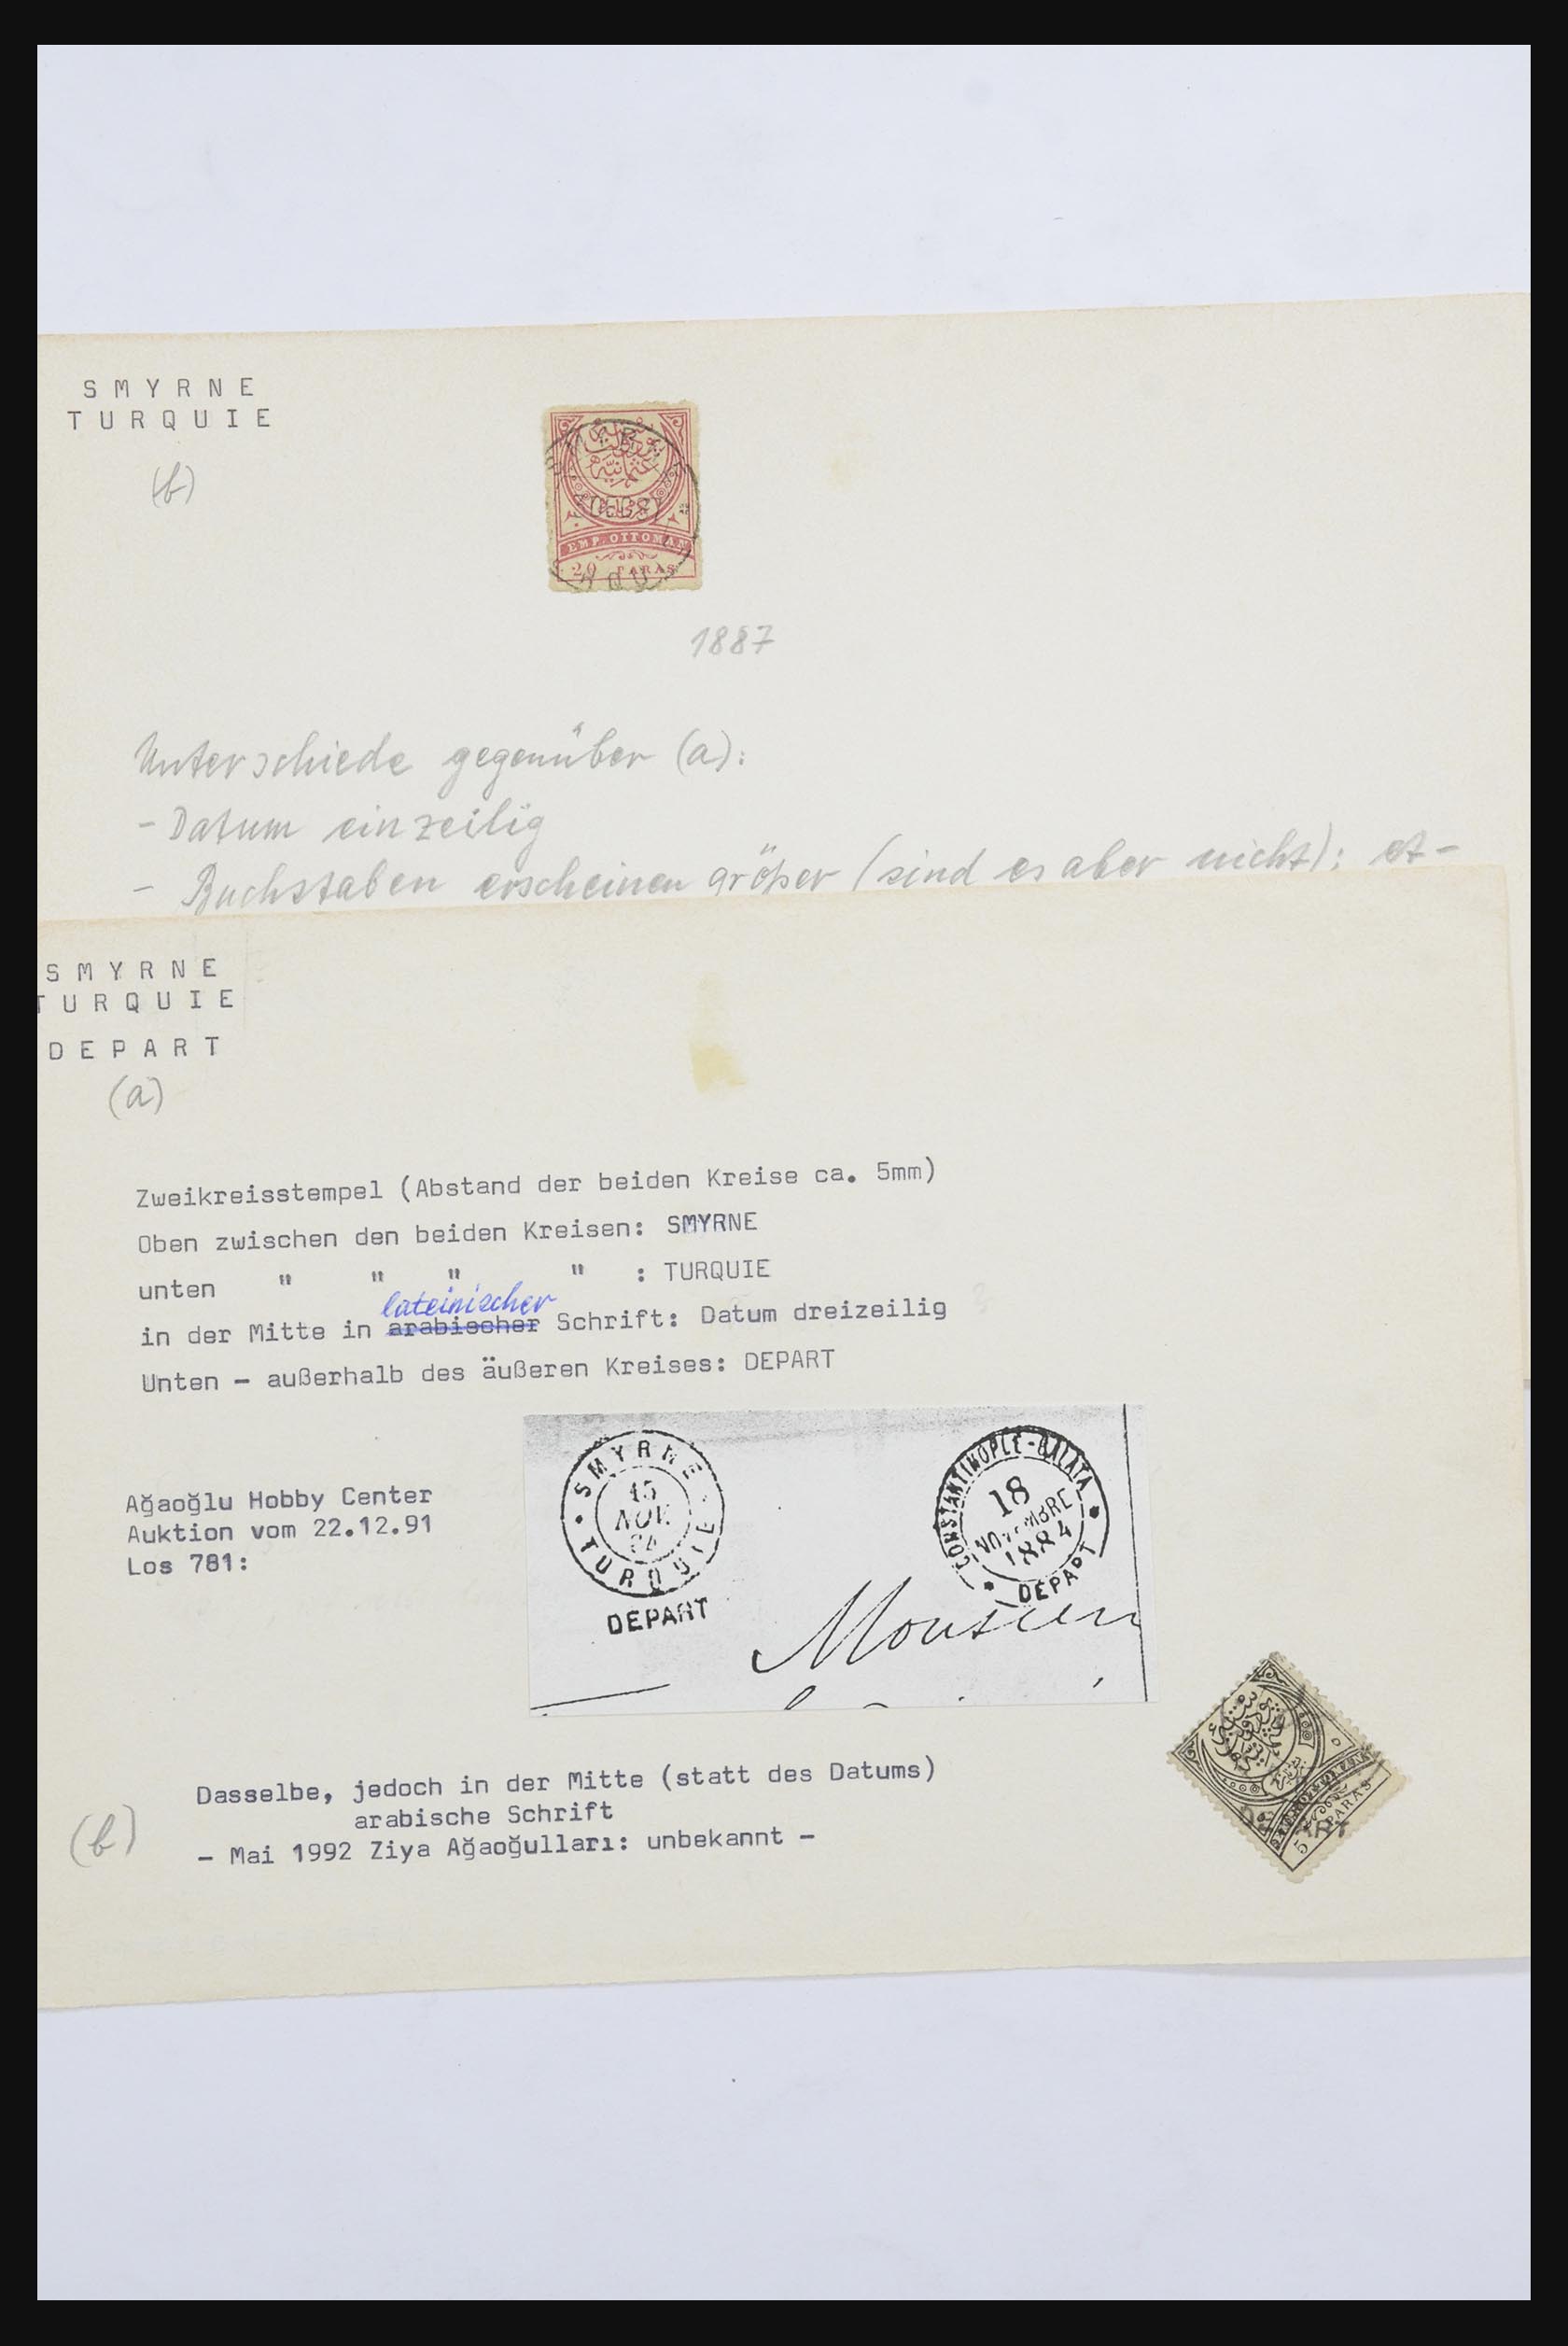 SMYRNE
TURQUIE
(b)
EMP. OTTOMAN
20 PARAS
1887
Unterschiede gegenüber (a):
- Datum einzeilig
- Buchstaben erscheinen größer (sind es aber nicht); et-
SMYRNE
TURQUIE
DEPART
(a)
Zweikreisstempel (Abstand der beiden Kreise ca. 5mm)
Oben zwischen den beiden Kreisen: SMYRNE
unten " " " " : TURQUIE
lateinischer
in der Mitte in arabischer Schrift: Datum dreizeilig
Unten - außerhalb des äußeren Kreises: DEPART
Ağaoğlu Hobby Center
Auktion vom 22.12.91
Los 781:
SMYRNE
15
NOV.
84
TURQUIE
DEPART
CONSTANTINOPLE-GALATA
18
NOVEMBRE
1884
DEPART
Monsieur
Dasselbe, jedoch in der Mitte (statt des Datums)
arabische Schrift
(b)
- Mai 1992 Ziya Ağaoğulları: unbekannt -
5 PARAS